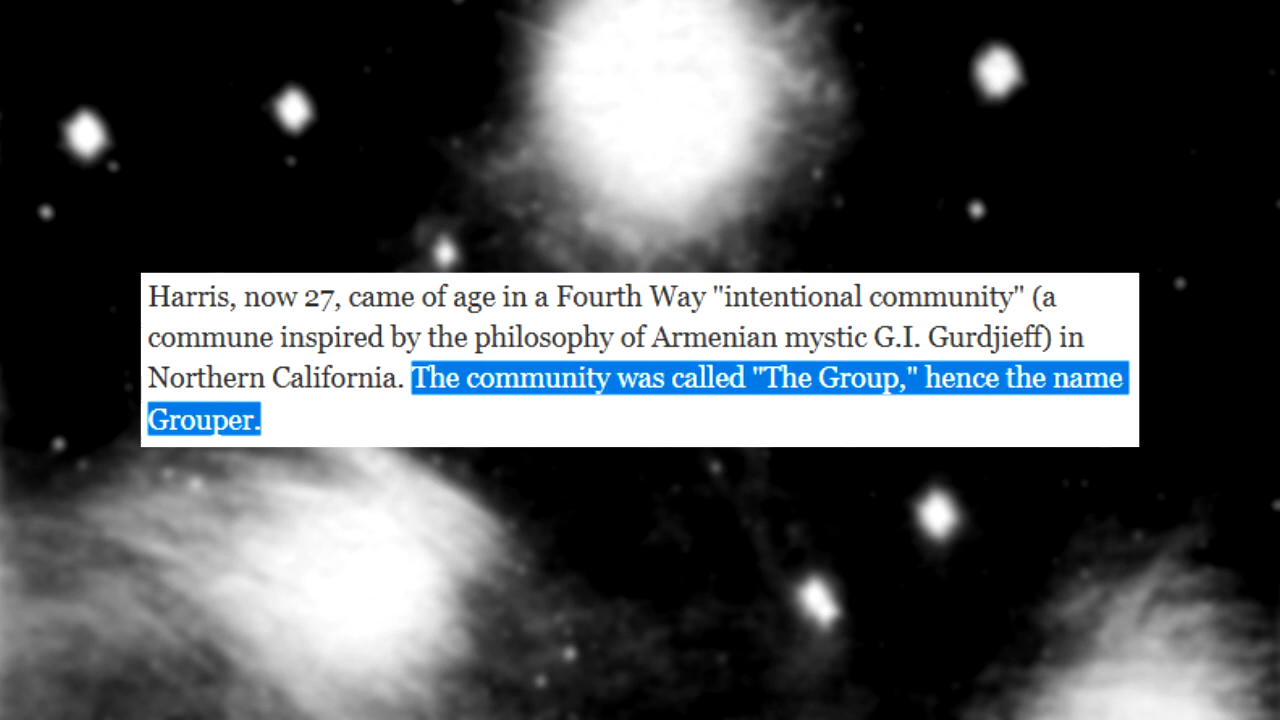 Harris, now 27, came of age in a Fourth Way "intentional community" (a
commune inspired by the philosophy of Armenian mystic G.I. Gurdjieff) in
Northern California. The community was called "The Group," hence the name
Grouper.